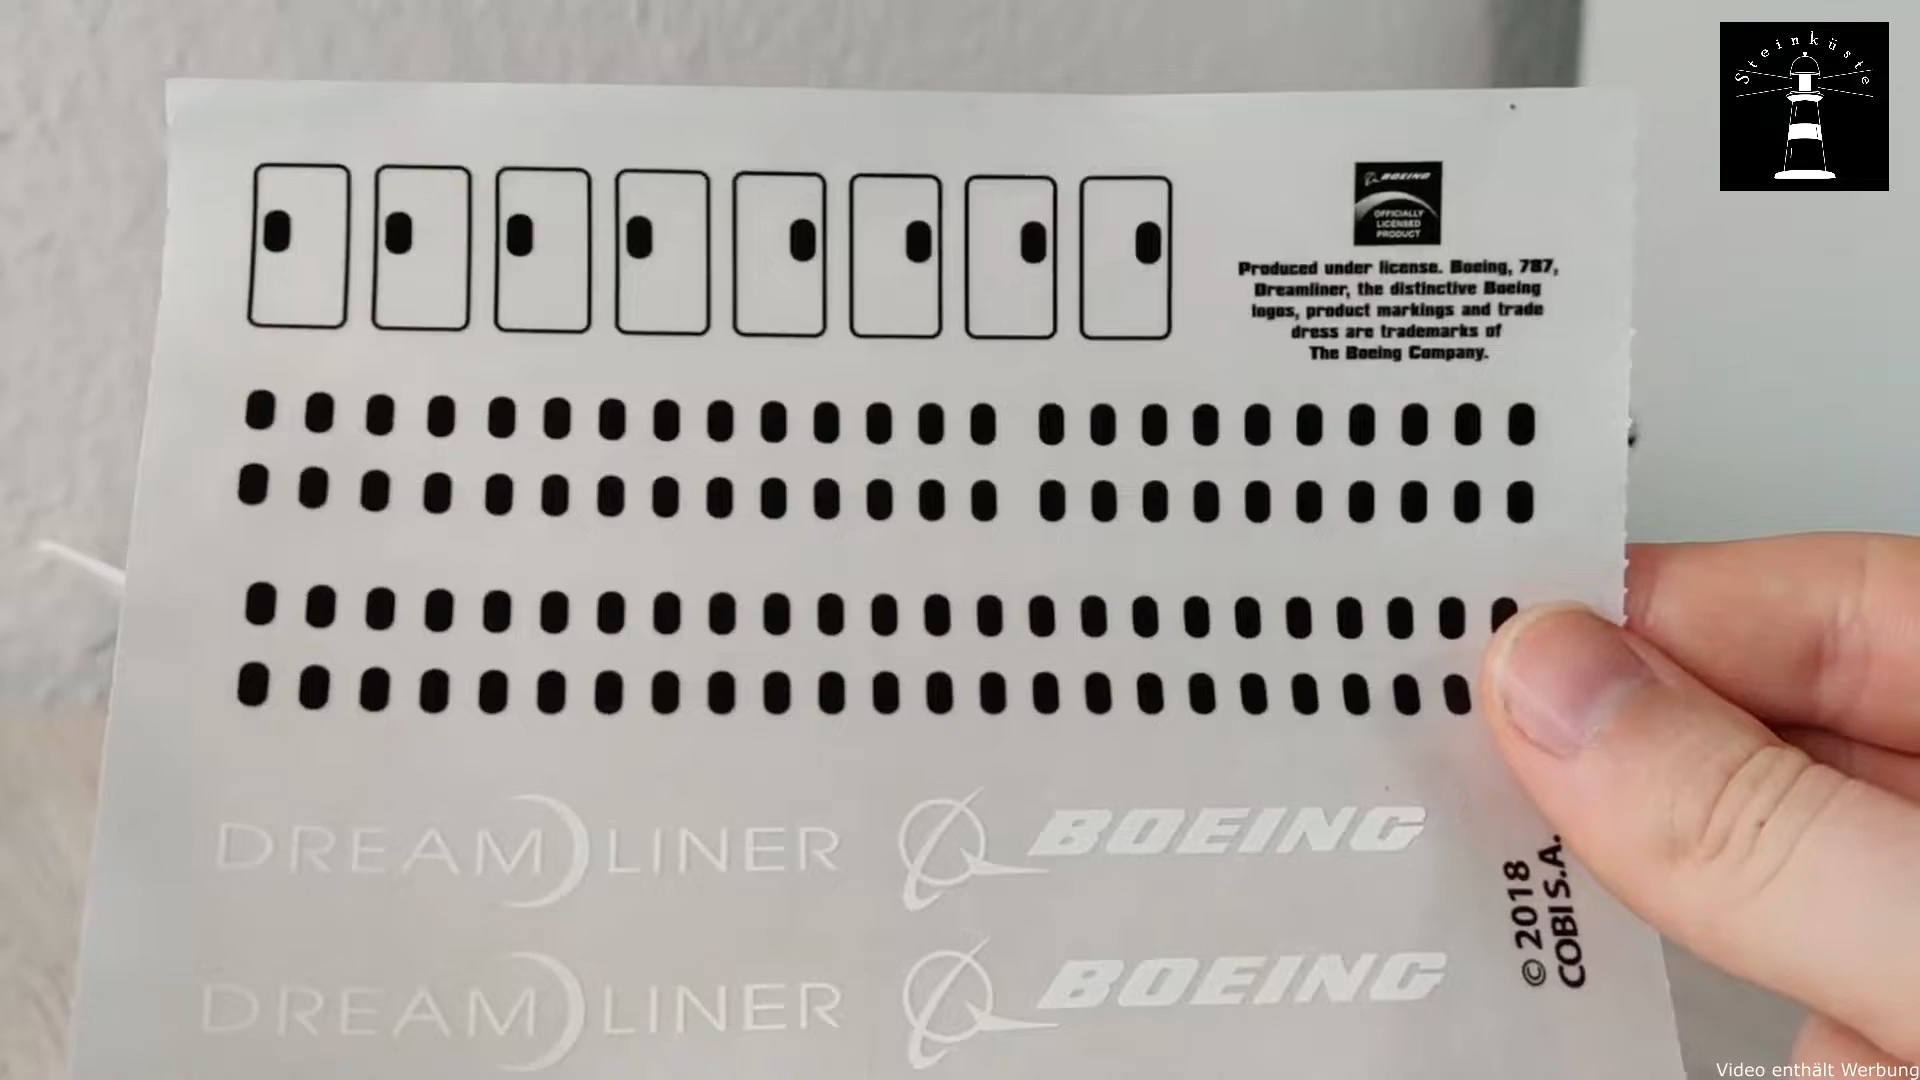 Steinküste
BOEING
OFFICIALLY
LICENSED
PRODUCT
Produced under license. Boeing, 787,
Dreamliner, the distinctive Boeing
logos, product markings and trade
dress are trademarks of
The Boeing Company.
DREAMLINER BOEING
DREAMLINER BOEING
© 2018
COBI S.A.
Video enthält Werbung